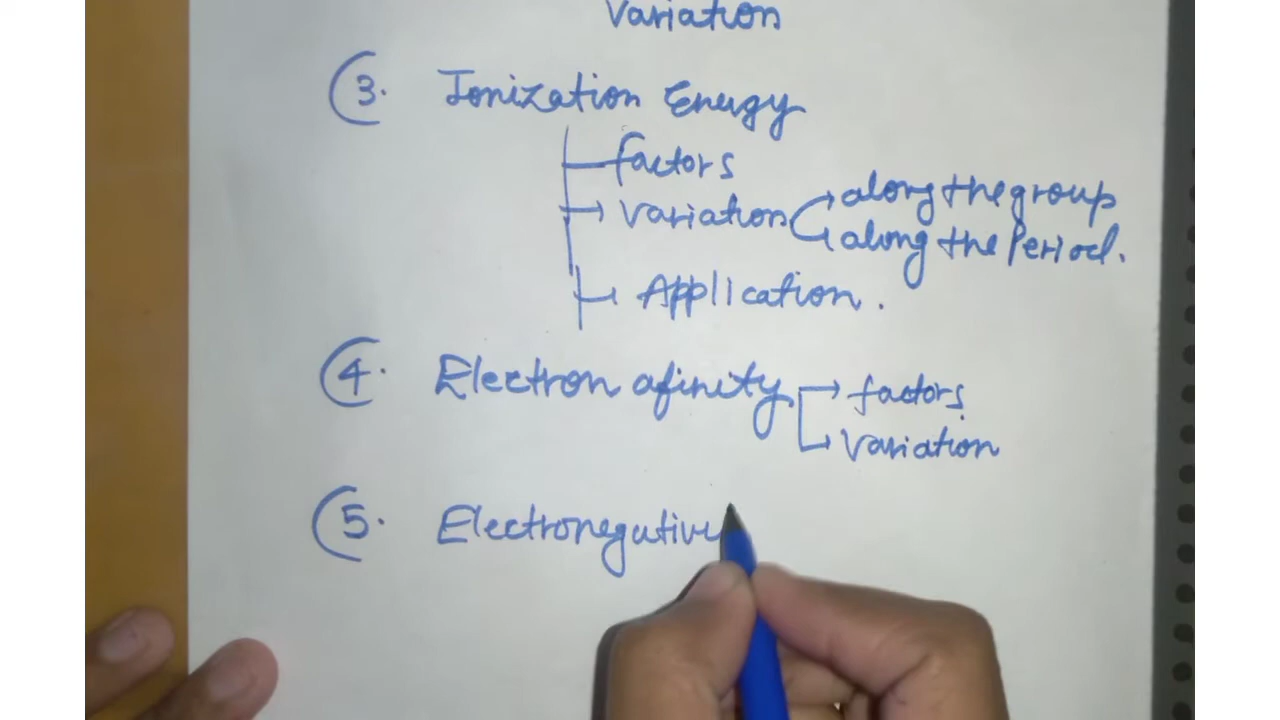 Variation
3. Ionization Energy
factors
variation along the group
along the Period.
Application.
4. Electron afinity factors
variation
5. Electronegative